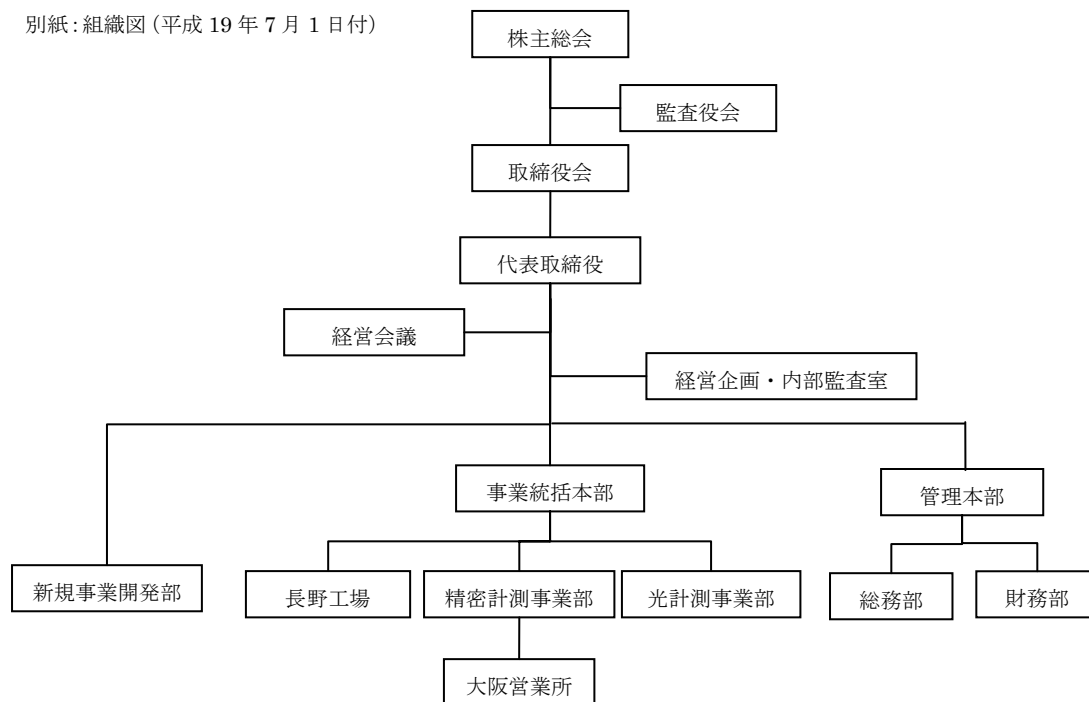 別紙：組織図（平成 19 年 7 月 1 日付）
株主総会
監査役会
取締役会
代表取締役
経営会議
経営企画・内部監査室
事業統括本部
管理本部
新規事業開発部
長野工場
精密計測事業部
光計測事業部
総務部
財務部
大阪営業所